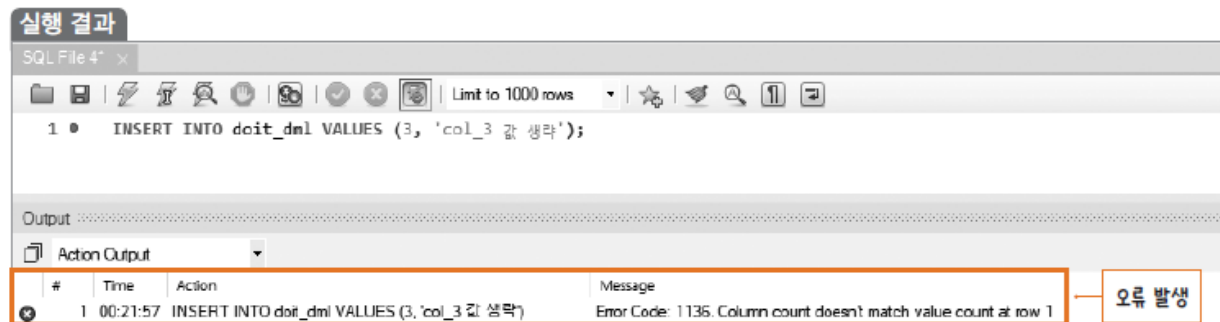 실행 결과
SQL File 4*
Limit to 1000 rows
1 INSERT INTO doit_dml VALUES (3, 'col_3 값 생략');
Output
Action Output
# Time Action Message
1 00:21:57 INSERT INTO doit_dml VALUES (3, 'col_3 값 생략') Error Code: 1136. Column count doesn't match value count at row 1
오류 발생